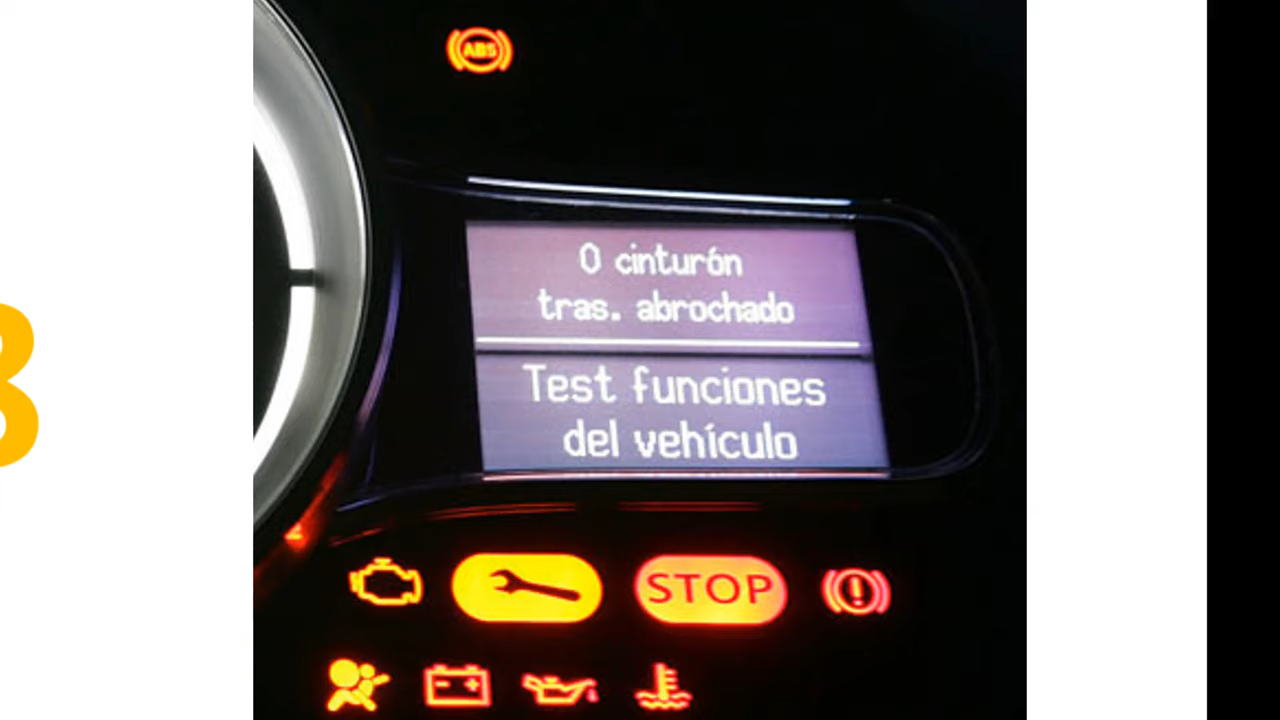 ABS
0 cinturón
tras. abrochado
Test funciones
del vehículo
STOP